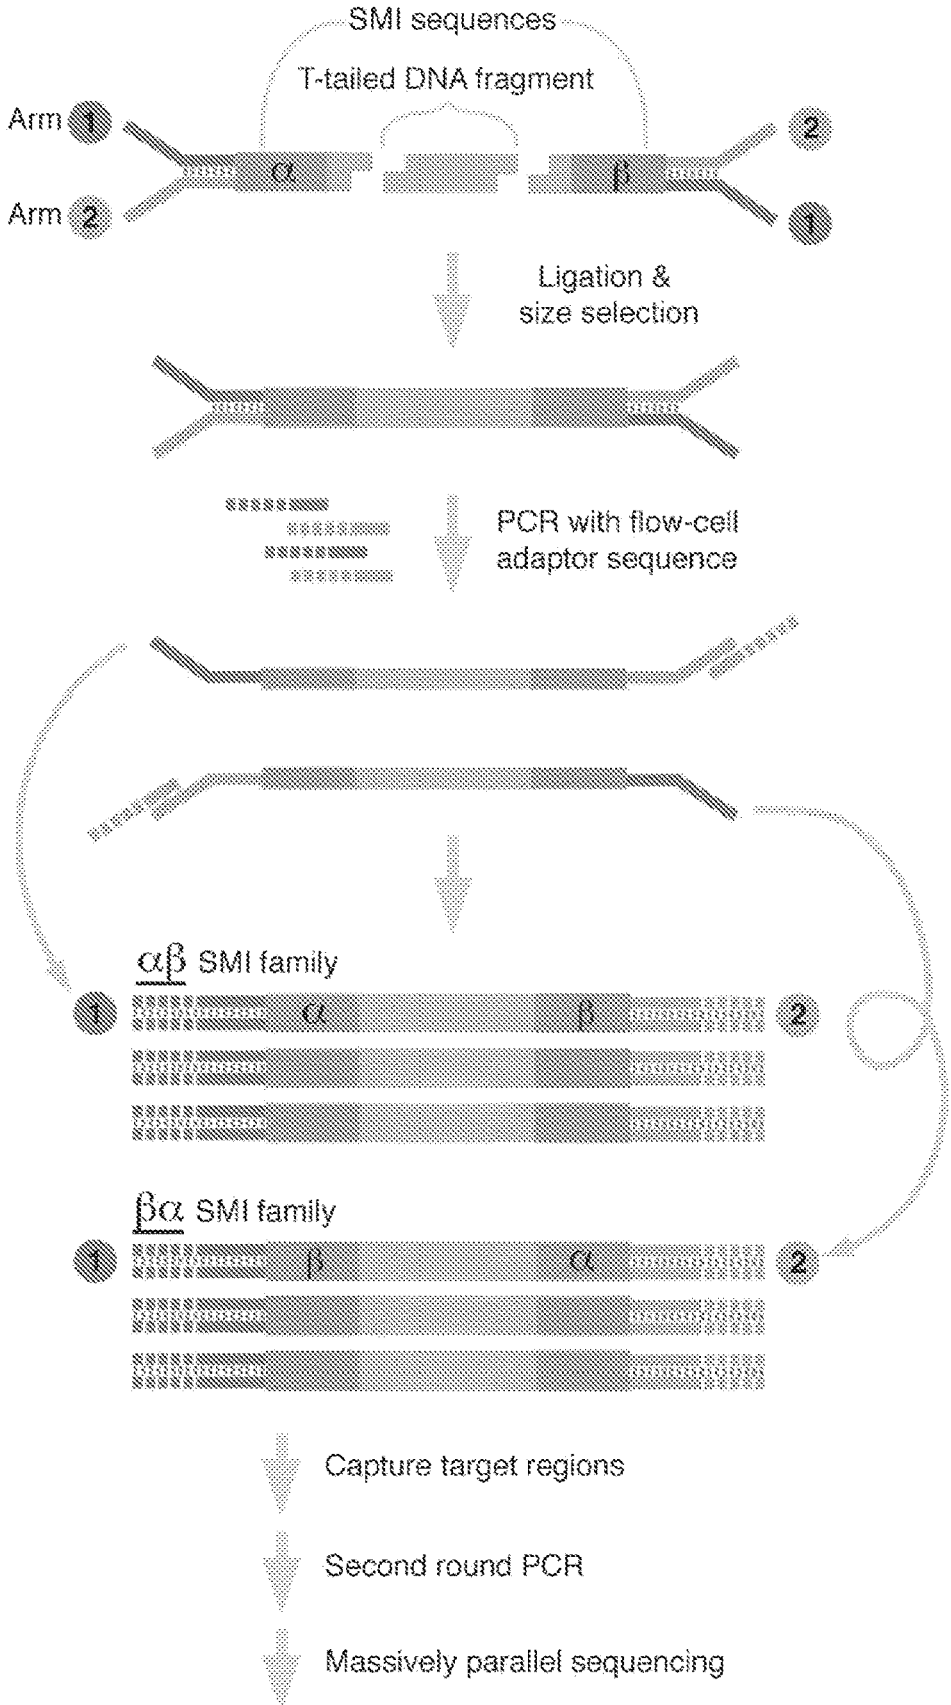 SMI sequences
T-tailed DNA fragment
Arm 1
2
α
β
Arm 2
1
Ligation &
size selection
PCR with flow-cell
adaptor sequence
αβ SMI family
1
α
β
2
βα SMI family
1
β
α
2
Capture target regions
Second round PCR
Massively parallel sequencing